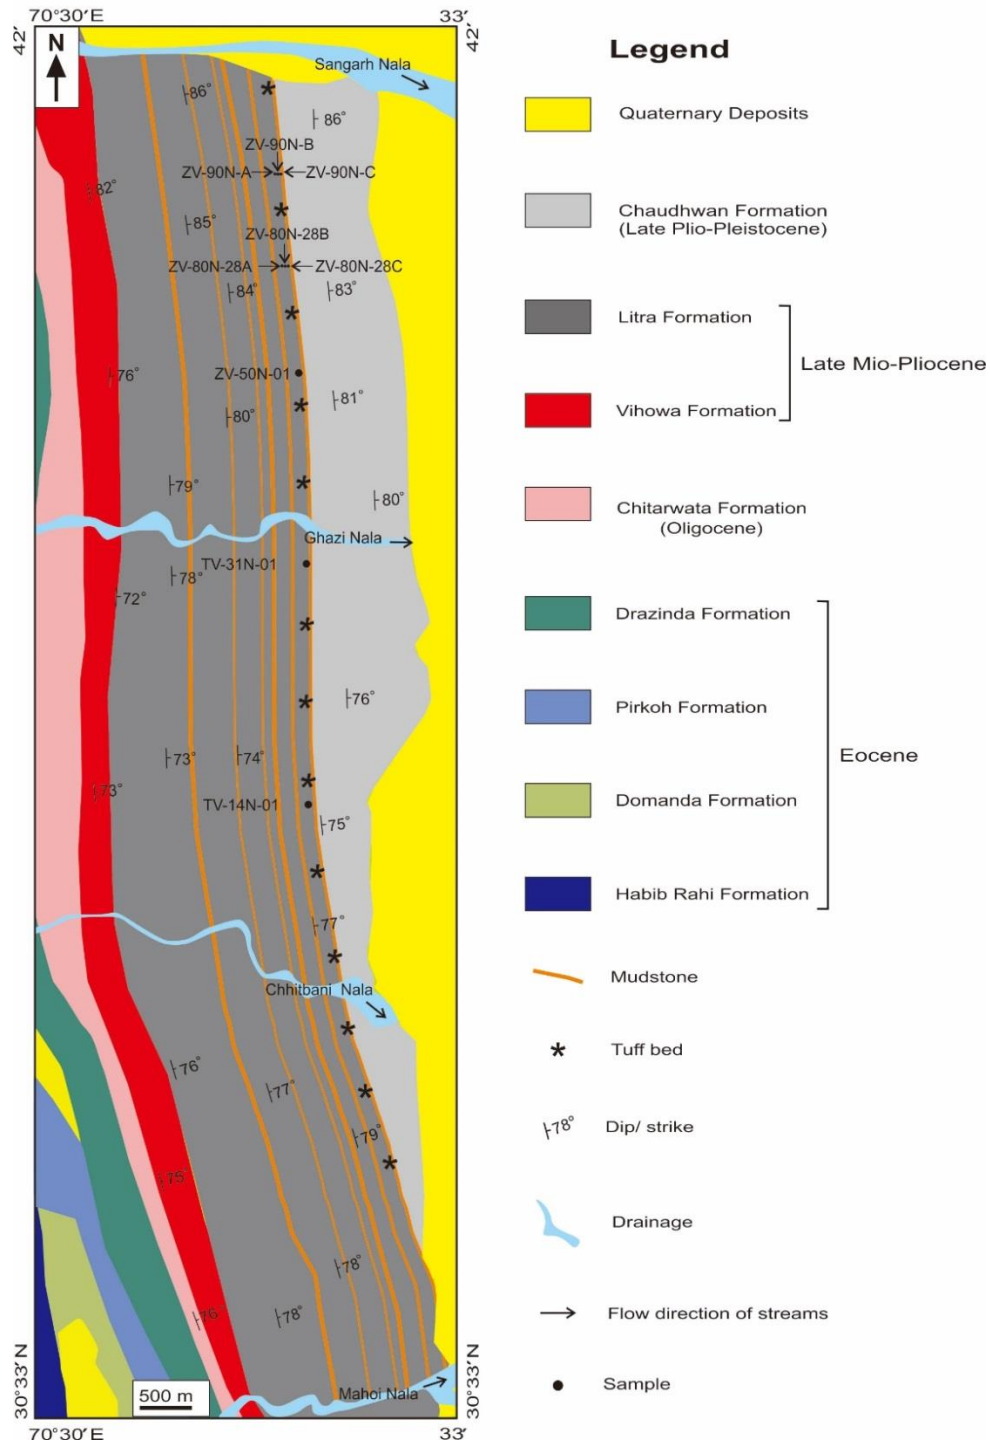 70°30′E
33′
42′
42′
N
Sangarh Nala
86°
86°
ZV-90N-B
ZV-90N-A
ZV-90N-C
82°
85°
ZV-80N-28B
ZV-80N-28A
ZV-80N-28C
84°
83°
ZV-50N-01
76°
81°
80°
79°
80°
Ghazi Nala
TV-31N-01
78°
72°
76°
73°
74°
73°
TV-14N-01
75°
77°
Chhitbani Nala
76°
77°
79°
75°
78°
76°
78°
500 m
Mahoi Nala
30°33′N
30°33′N
70°30′E
33′
Legend
Quaternary Deposits
Chaudhwan Formation
(Late Plio-Pleistocene)
Litra Formation
Late Mio-Pliocene
Vihowa Formation
Chitarwata Formation
(Oligocene)
Drazinda Formation
Pirkoh Formation
Eocene
Domanda Formation
Habib Rahi Formation
Mudstone
Tuff bed
78°
Dip/ strike
Drainage
Flow direction of streams
Sample